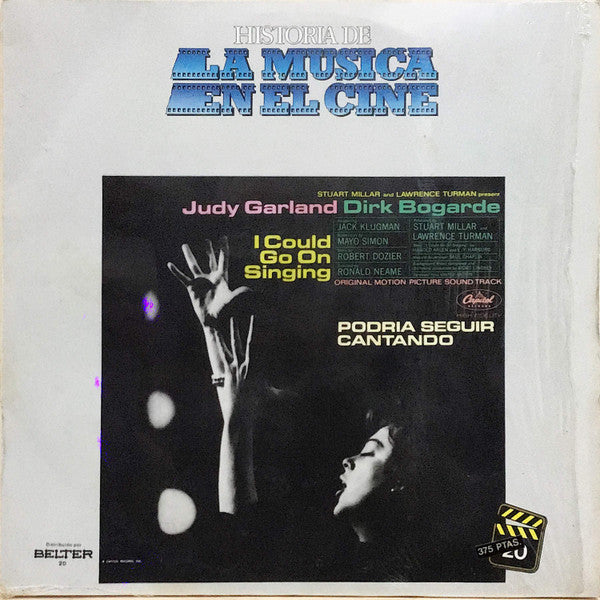 HISTORIA DE
LA MUSICA
EN EL CINE
STUART MILLAR and LAWRENCE TURMAN present
Judy Garland Dirk Bogarde
I Could
Go On
Singing
JACK KLUGMAN
MAYO SIMON
ROBERT DOZIER
RONALD NEAME
STUART MILLAR and
LAWRENCE TURMAN
ORIGINAL MOTION PICTURE SOUND TRACK
Capitol
HIGH FIDELITY
PODRIA SEGUIR
CANTANDO
Distribuido por
BELTER
20
375 PTAS.
20